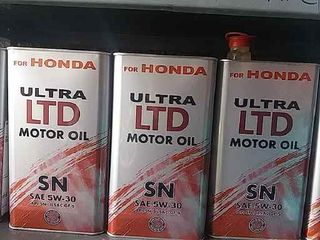 FOR HONDA
ULTRA
LTD
MOTOR OIL
SN
SAE 5W-30
FOR HONDA
ULTRA
LTD
MOTOR OIL
SN
SAE 5W-30
FOR HONDA
ULTRA
LTD
MOTOR OIL
SN
SAE 5W-30